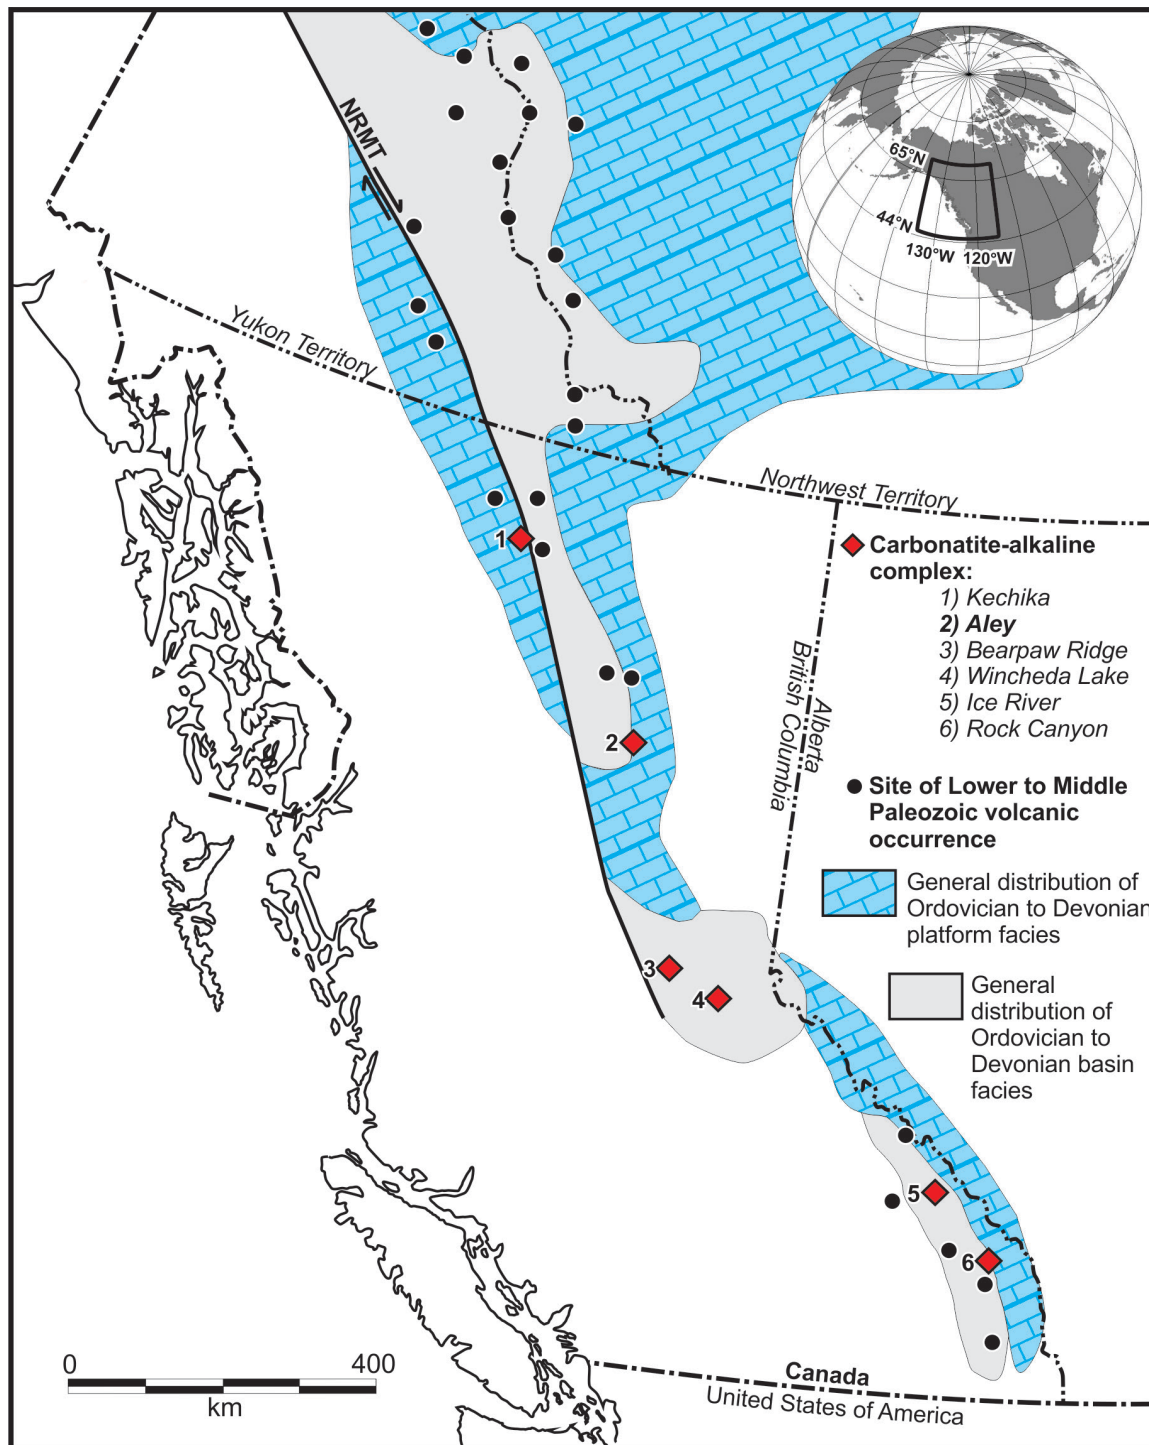 NRMT
65°N
44°N
130°W 120°W
Yukon Territory
Northwest Territory
1
Carbonatite-alkaline
complex:
1) Kechika
2) Aley
3) Bearpaw Ridge
4) Wincheda Lake
5) Ice River
6) Rock Canyon
British Columbia
Alberta
2
Site of Lower to Middle
Paleozoic volcanic
occurrence
General distribution of
Ordovician to Devonian
platform facies
3
4
General
distribution of
Ordovician to
Devonian basin
facies
5
6
0 400
km
Canada
United States of America